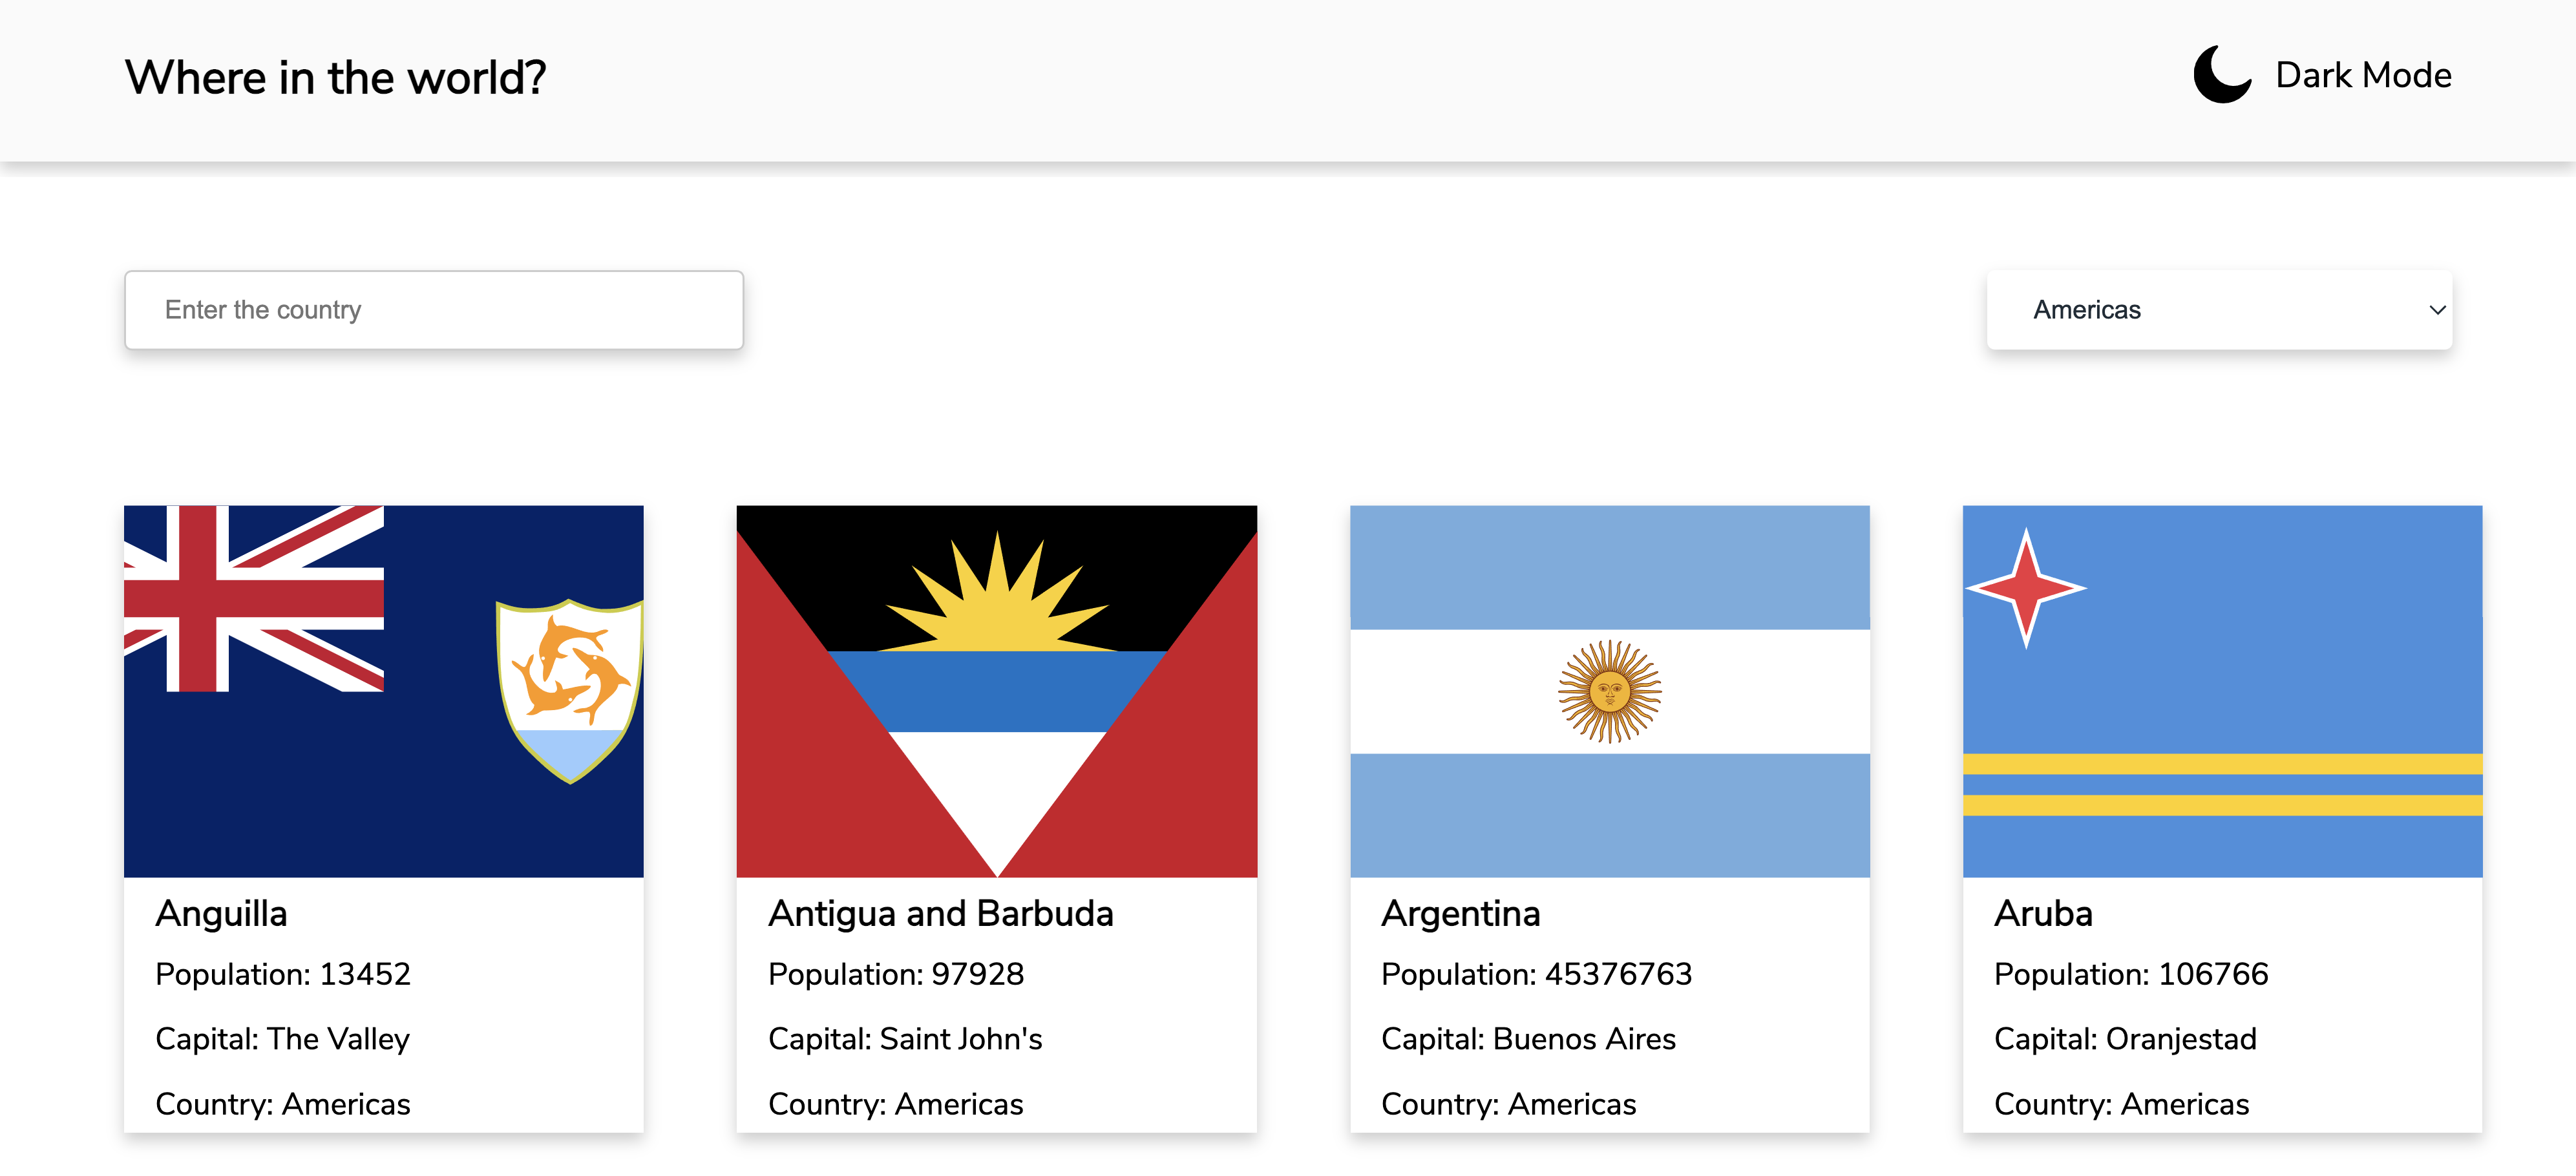 Where in the world?
Dark Mode
Enter the country
Americas
Anguilla
Population: 13452
Capital: The Valley
Country: Americas
Antigua and Barbuda
Population: 97928
Capital: Saint John's
Country: Americas
Argentina
Population: 45376763
Capital: Buenos Aires
Country: Americas
Aruba
Population: 106766
Capital: Oranjestad
Country: Americas